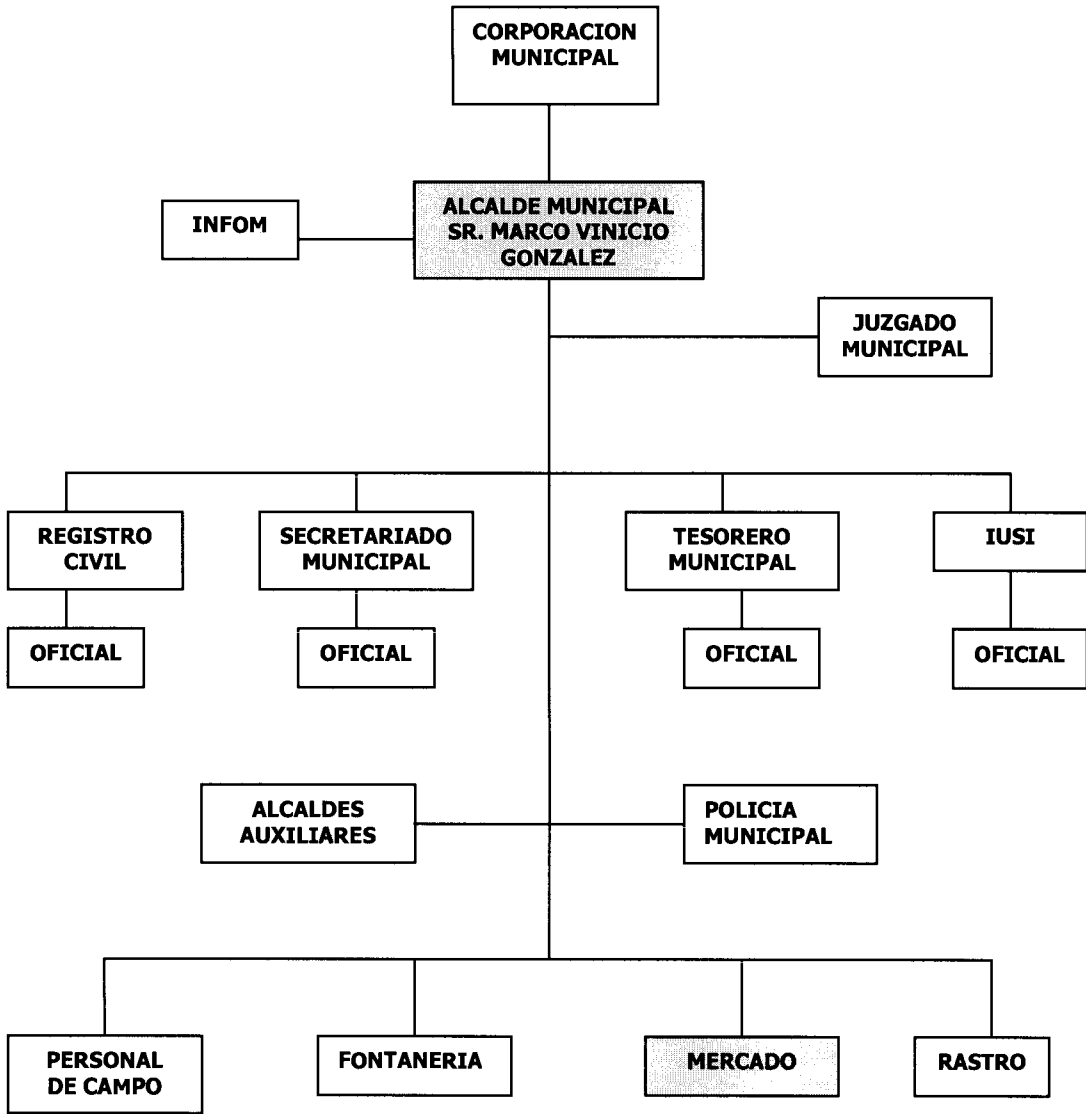 CORPORACION
MUNICIPAL
INFOM
ALCALDE MUNICIPAL
SR. MARCO VINICIO
GONZALEZ
JUZGADO
MUNICIPAL
REGISTRO
CIVIL
SECRETARIADO
MUNICIPAL
TESORERO
MUNICIPAL
IUSI
OFICIAL
OFICIAL
OFICIAL
OFICIAL
ALCALDES
AUXILIARES
POLICIA
MUNICIPAL
PERSONAL
DE CAMPO
FONTANERIA
MERCADO
RASTRO